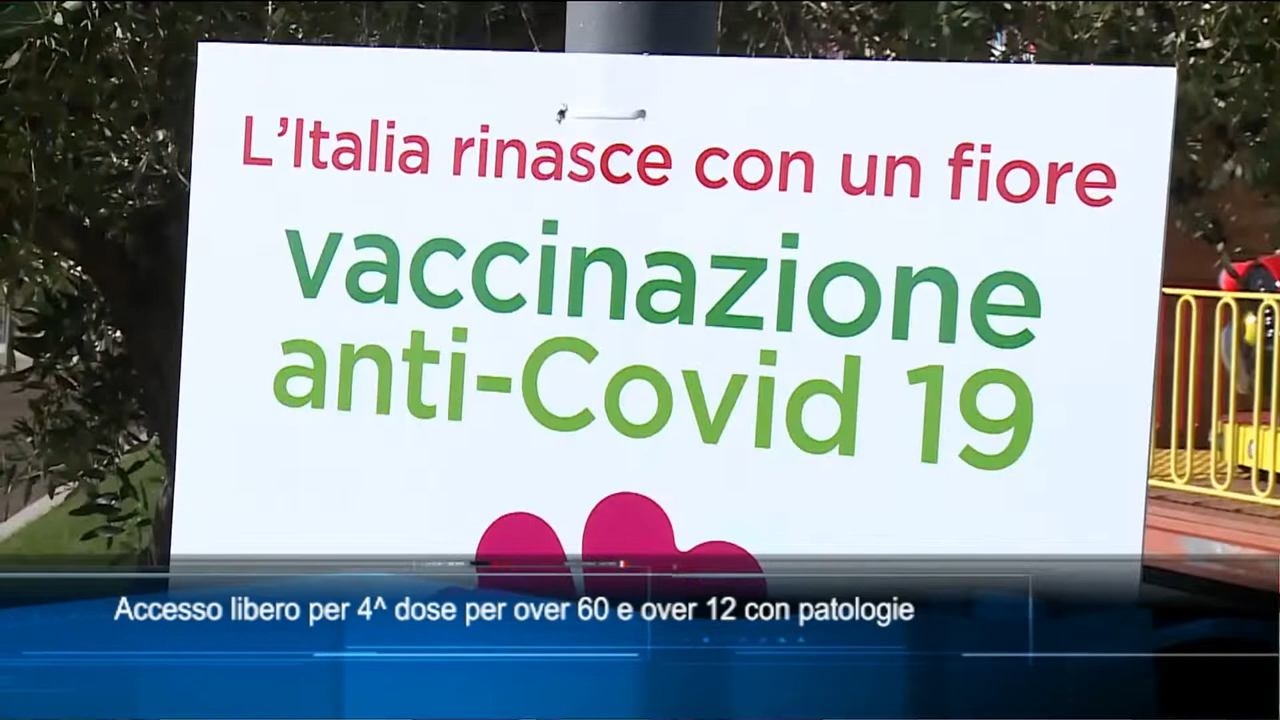 L'Italia rinasce con un fiore
vaccinazione
anti-Covid 19
Accesso libero per 4^ dose per over 60 e over 12 con patologie